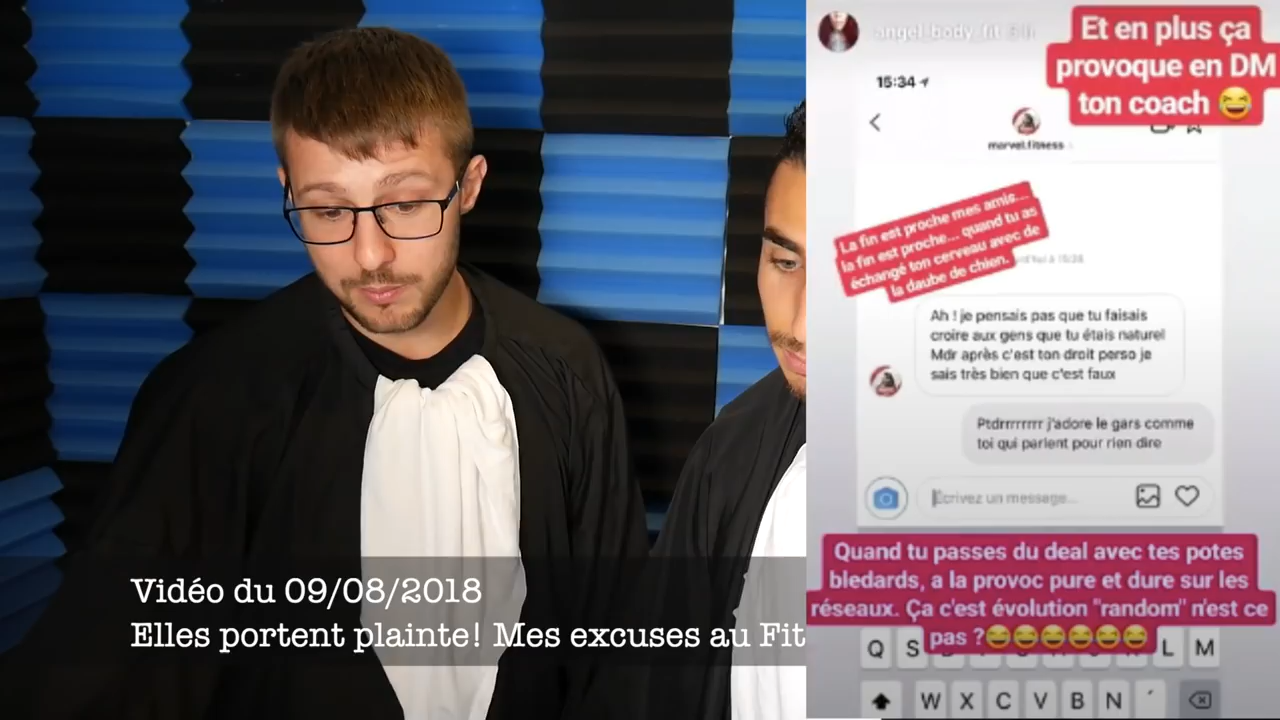 Vidéo du 09/08/2018
Elles portent plainte! Mes excuses au Fit
angel_body_fit
Et en plus ça
provoque en DM
ton coach 😂
15:34
marvel.fitness
La fin est proche mes amis...
la fin est proche... quand tu as
échangé ton cerveau avec de
la daube de chien.
à 15:28
Ah ! je pensais pas que tu faisais
croire aux gens que tu étais naturel
Mdr après c'est ton droit perso je
sais très bien que c'est faux
Ptdrrrrrrrr j'adore le gars comme
toi qui parlent pour rien dire
Écrivez un message...
Quand tu passes du deal avec tes potes
bledards, a la provoc pure et dure sur les
réseaux. Ça c'est évolution "random" n'est ce
pas ?😂😂😂😂😂😂
Q S L M
W X C V B N ´